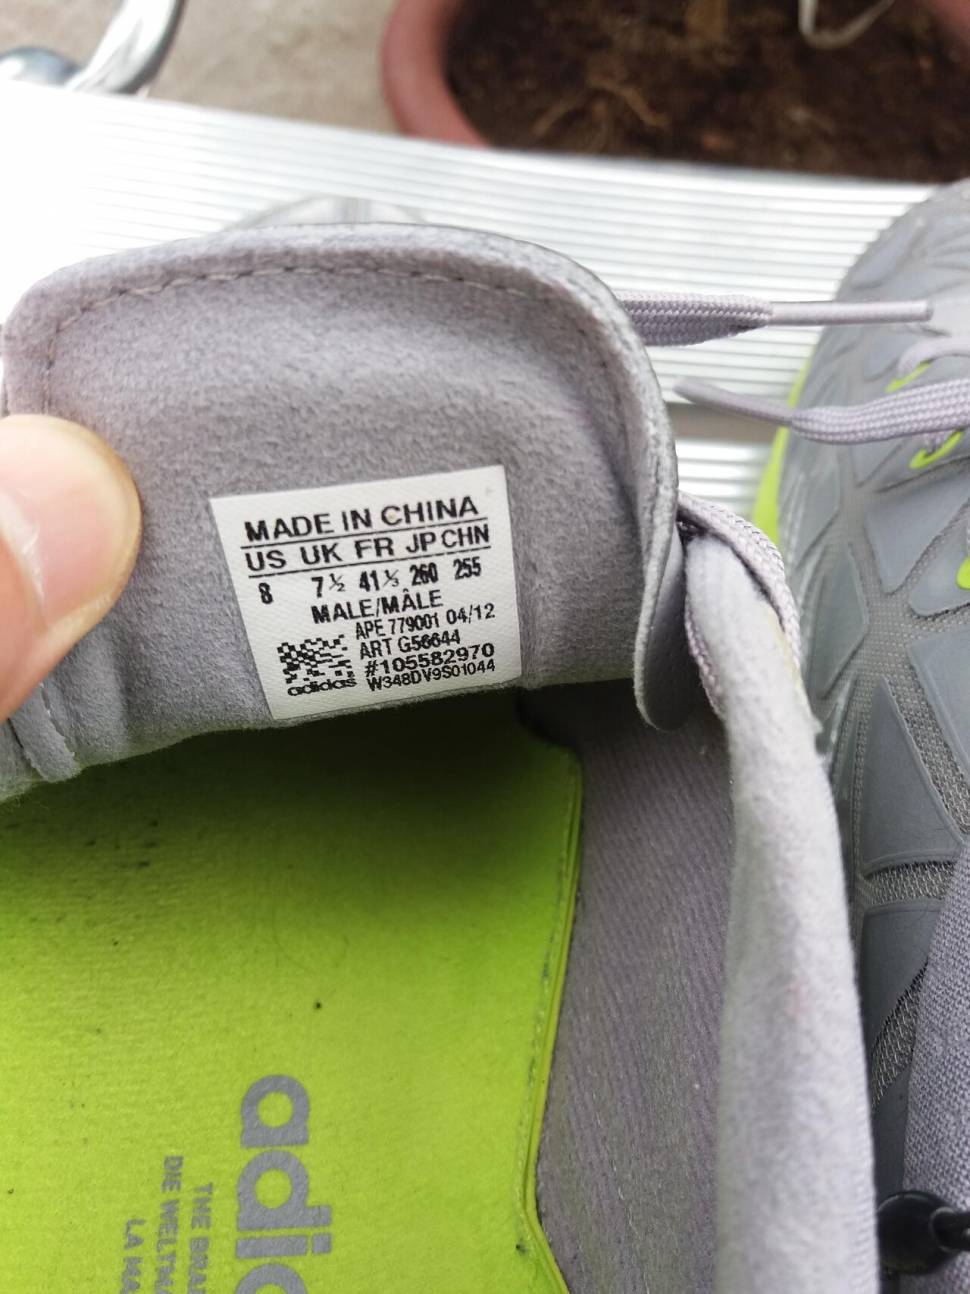 MADE IN CHINA
US UK FR JP CHN
8 7½ 41⅓ 260 255
MALE/MÂLE
APE 779001 04/12
ART G56644
#105582970
adidas W348DV9S01044
adid
THE BRA
DIE WELTM
LA MA